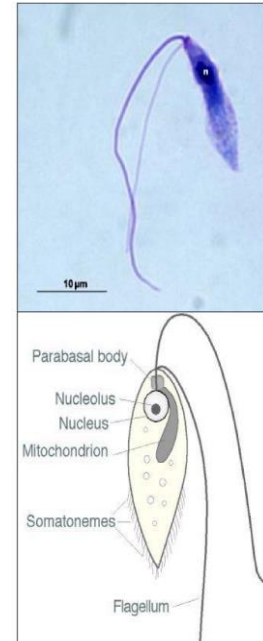 n
10 µm
Parabasal body
Nucleolus
Nucleus
Mitochondrion
Somatonemes
Flagellum